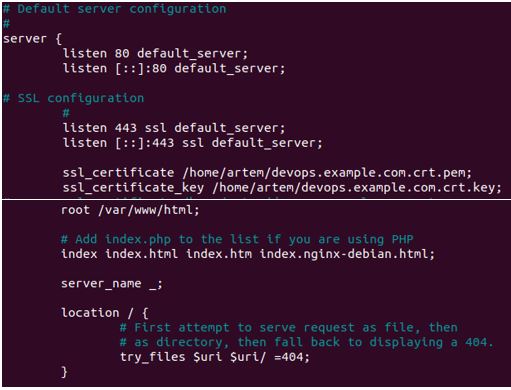 # Default server configuration
#
server {
listen 80 default_server;
listen [::]:80 default_server;
# SSL configuration
#
listen 443 ssl default_server;
listen [::]:443 ssl default_server;
ssl_certificate /home/artem/devops.example.com.crt.pem;
ssl_certificate_key /home/artem/devops.example.com.crt.key;
root /var/www/html;
# Add index.php to the list if you are using PHP
index index.html index.htm index.nginx-debian.html;
server_name _;
location / {
# First attempt to serve request as file, then
# as directory, then fall back to displaying a 404.
try_files $uri $uri/ =404;
}